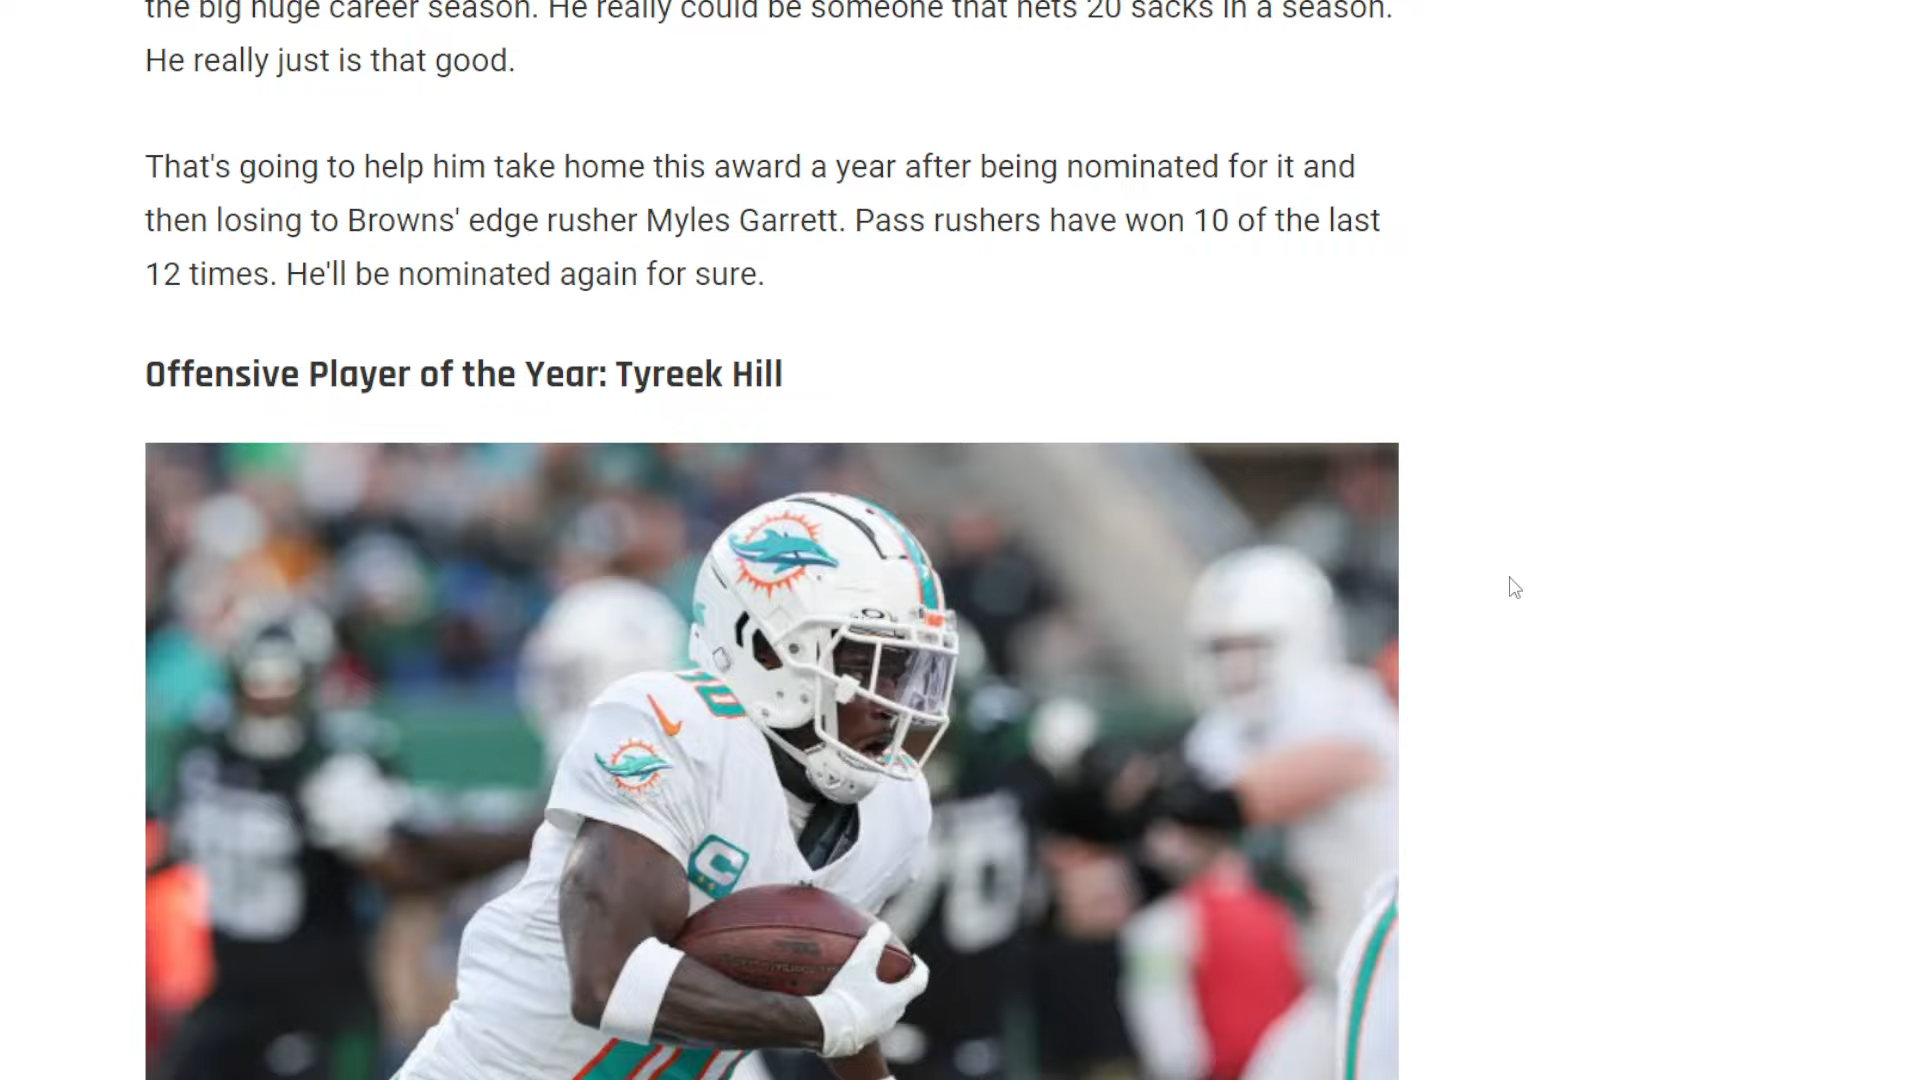 the big huge career season. He really could be someone that nets 20 sacks in a season.
He really just is that good.
That's going to help him take home this award a year after being nominated for it and
then losing to Browns' edge rusher Myles Garrett. Pass rushers have won 10 of the last
12 times. He'll be nominated again for sure.
Offensive Player of the Year: Tyreek Hill
10
C